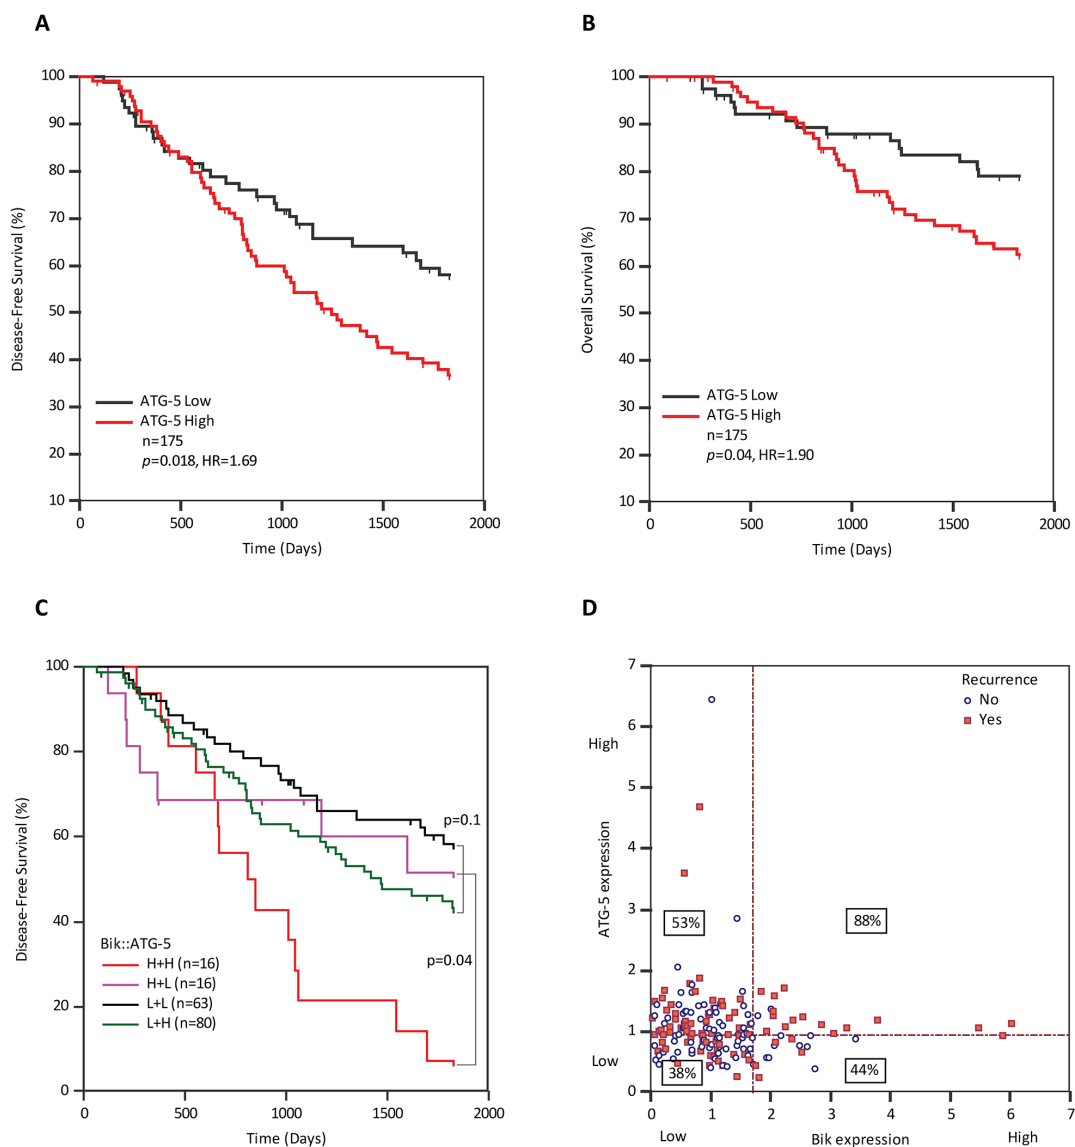 A
100
90
80
70
60
50
40
30
20
10
Disease-Free Survival (%)
ATG-5 Low
ATG-5 High
n=175
p=0.018, HR=1.69
0
500
1000
1500
2000
Time (Days)
B
100
90
80
70
60
50
40
30
20
10
Overall Survival (%)
ATG-5 Low
ATG-5 High
n=175
p=0.04, HR=1.90
0
500
1000
1500
2000
Time (Days)
C
100
80
60
40
20
0
Disease-Free Survival (%)
p=0.1
p=0.04
Bik::ATG-5
H+H (n=16)
H+L (n=16)
L+L (n=63)
L+H (n=80)
0
500
1000
1500
2000
Time (Days)
D
7
6
5
4
3
2
1
0
High
ATG-5 expression
Low
Recurrence
No
Yes
53%
88%
38%
44%
0
1
2
3
4
5
6
7
Low
Bik expression
High